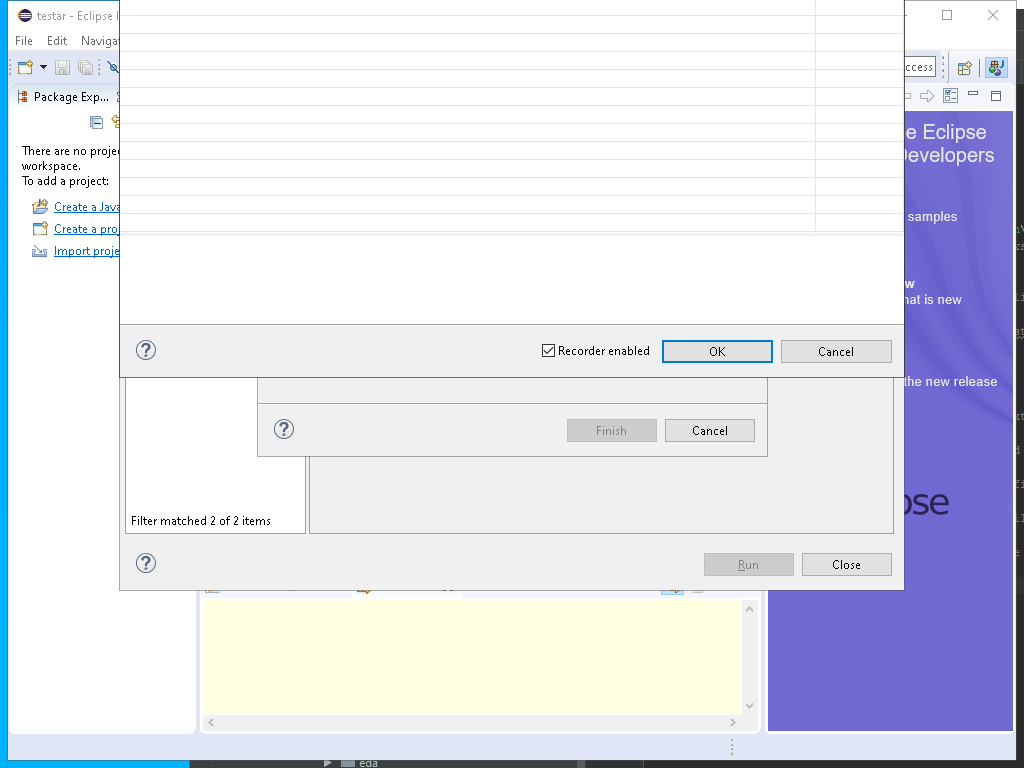 testar - Eclipse
File Edit Naviga
ccess
Package Exp...
There are no proje
workspace.
To add a project:
Create a Java
Create a pro
Import proje
e Eclipse
Developers
samples
w
hat is new
the new release
Recorder enabled
OK
Cancel
Finish
Cancel
Filter matched 2 of 2 items
Run
Close
eda